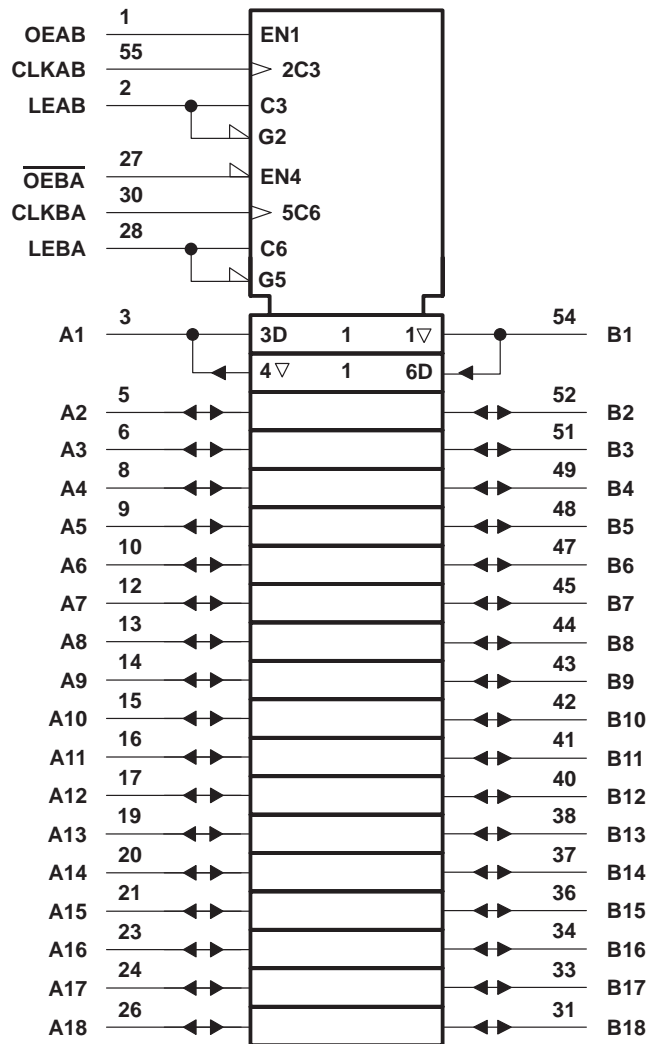 1
OEAB EN1
55
CLKAB 2C3
2
LEAB C3
G2
27
OEBA EN4
30
CLKBA 5C6
28
LEBA C6
G5
3 54
A1 3D 1 1▽ B1
4▽ 1 6D
5 52
A2 B2
6 51
A3 B3
8 49
A4 B4
9 48
A5 B5
10 47
A6 B6
12 45
A7 B7
13 44
A8 B8
14 43
A9 B9
15 42
A10 B10
16 41
A11 B11
17 40
A12 B12
19 38
A13 B13
20 37
A14 B14
21 36
A15 B15
23 34
A16 B16
24 33
A17 B17
26 31
A18 B18